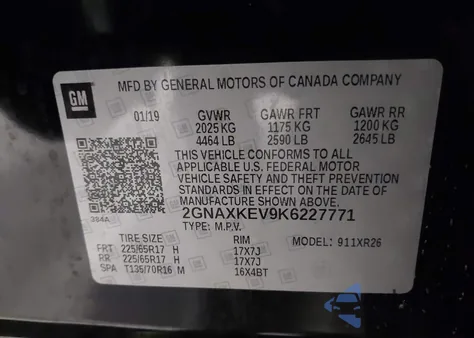 GM
MFD BY GENERAL MOTORS OF CANADA COMPANY
01/19 GVWR GAWR FRT GAWR RR
2025 KG 1175 KG 1200 KG
4464 LB 2590 LB 2645 LB
THIS VEHICLE CONFORMS TO ALL
APPLICABLE U.S. FEDERAL MOTOR
VEHICLE SAFETY AND THEFT PREVENTION
STANDARDS IN EFFECT ON THE DATE OF
MANUFACTURE SHOWN ABOVE.
384A
2GNAXKEV9K6227771
TYPE: M.P.V.
TIRE SIZE RIM MODEL: 911XR26
FRT 225/65R17 H 17X7J
RR 225/65R17 H 17X7J
SPA T135/70R16 M 16X4BT